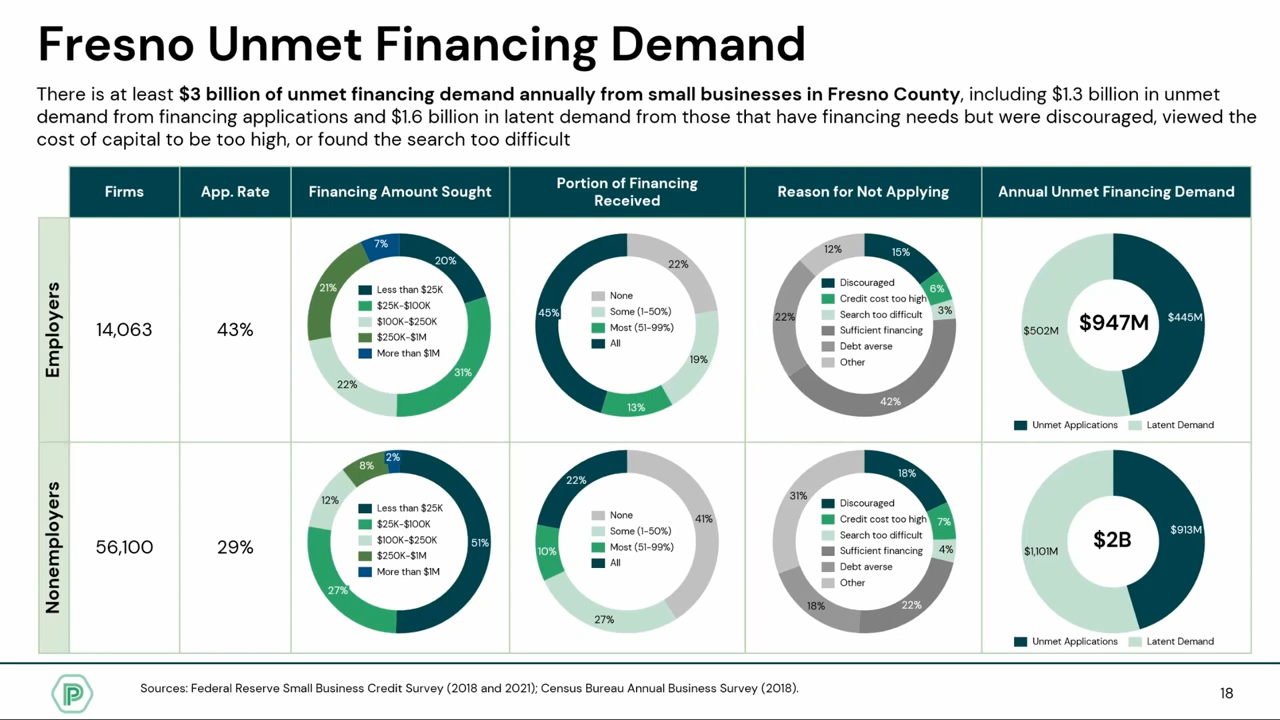 Fresno Unmet Financing Demand
There is at least $3 billion of unmet financing demand annually from small businesses in Fresno County, including $1.3 billion in unmet
demand from financing applications and $1.6 billion in latent demand from those that have financing needs but were discouraged, viewed the
cost of capital to be too high, or found the search too difficult
Firms
App. Rate
Financing Amount Sought
Portion of Financing
Received
Reason for Not Applying
Annual Unmet Financing Demand
Employers
14,063
43%
7%
20%
21%
31%
22%
Less than $25K
$25K-$100K
$100K-$250K
$250K-$1M
More than $1M
22%
45%
19%
13%
None
Some (1-50%)
Most (51-99%)
All
12%
15%
6%
3%
22%
42%
Discouraged
Credit cost too high
Search too difficult
Sufficient financing
Debt averse
Other
$502M
$947M
$445M
Unmet Applications
Latent Demand
Nonemployers
56,100
29%
2%
8%
12%
51%
27%
Less than $25K
$25K-$100K
$100K-$250K
$250K-$1M
More than $1M
22%
41%
10%
27%
None
Some (1-50%)
Most (51-99%)
All
18%
31%
7%
4%
22%
18%
Discouraged
Credit cost too high
Search too difficult
Sufficient financing
Debt averse
Other
$1,101M
$2B
$913M
Unmet Applications
Latent Demand
P
Sources: Federal Reserve Small Business Credit Survey (2018 and 2021); Census Bureau Annual Business Survey (2018).
18